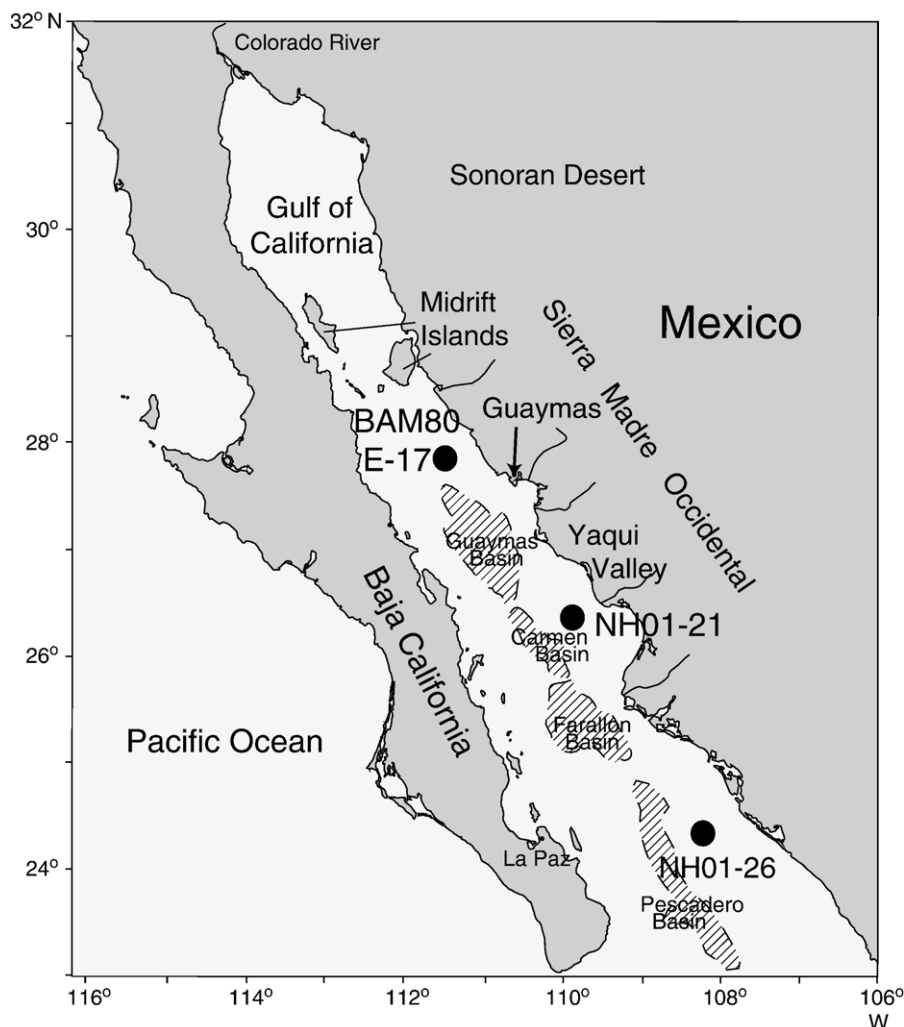 32° N
Colorado River
Sonoran Desert
Gulf of
California
30°
Midrift
Islands
Mexico
Sierra Madre Occidental
Guaymas
BAM80
E-17
28°
Guaymas
Basin
Yaqui
Valley
Baja California
NH01-21
Carmen
Basin
26°
Farallon
Basin
Pacific Ocean
La Paz
24°
NH01-26
Pescadero
Basin
116° 114° 112° 110° 108° 106°
W